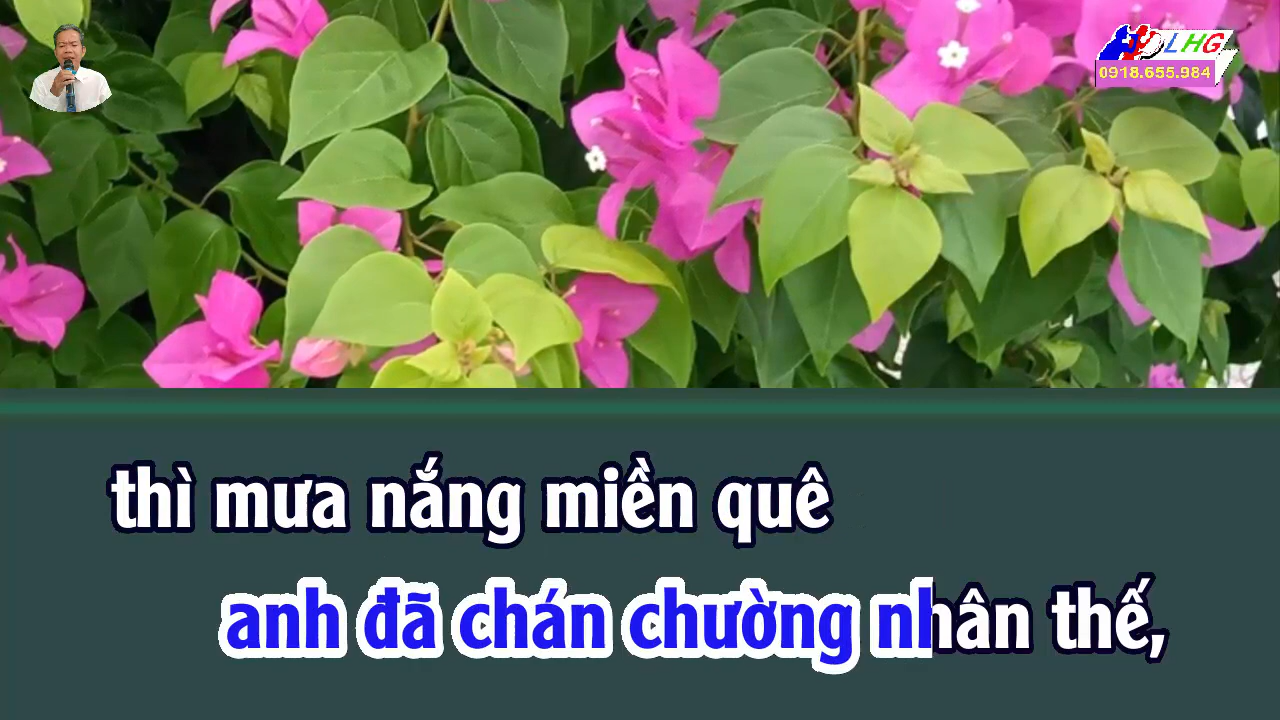 LHG
0918.655.984
thì mưa nắng miền quê
anh đã chán chường nhân thế,